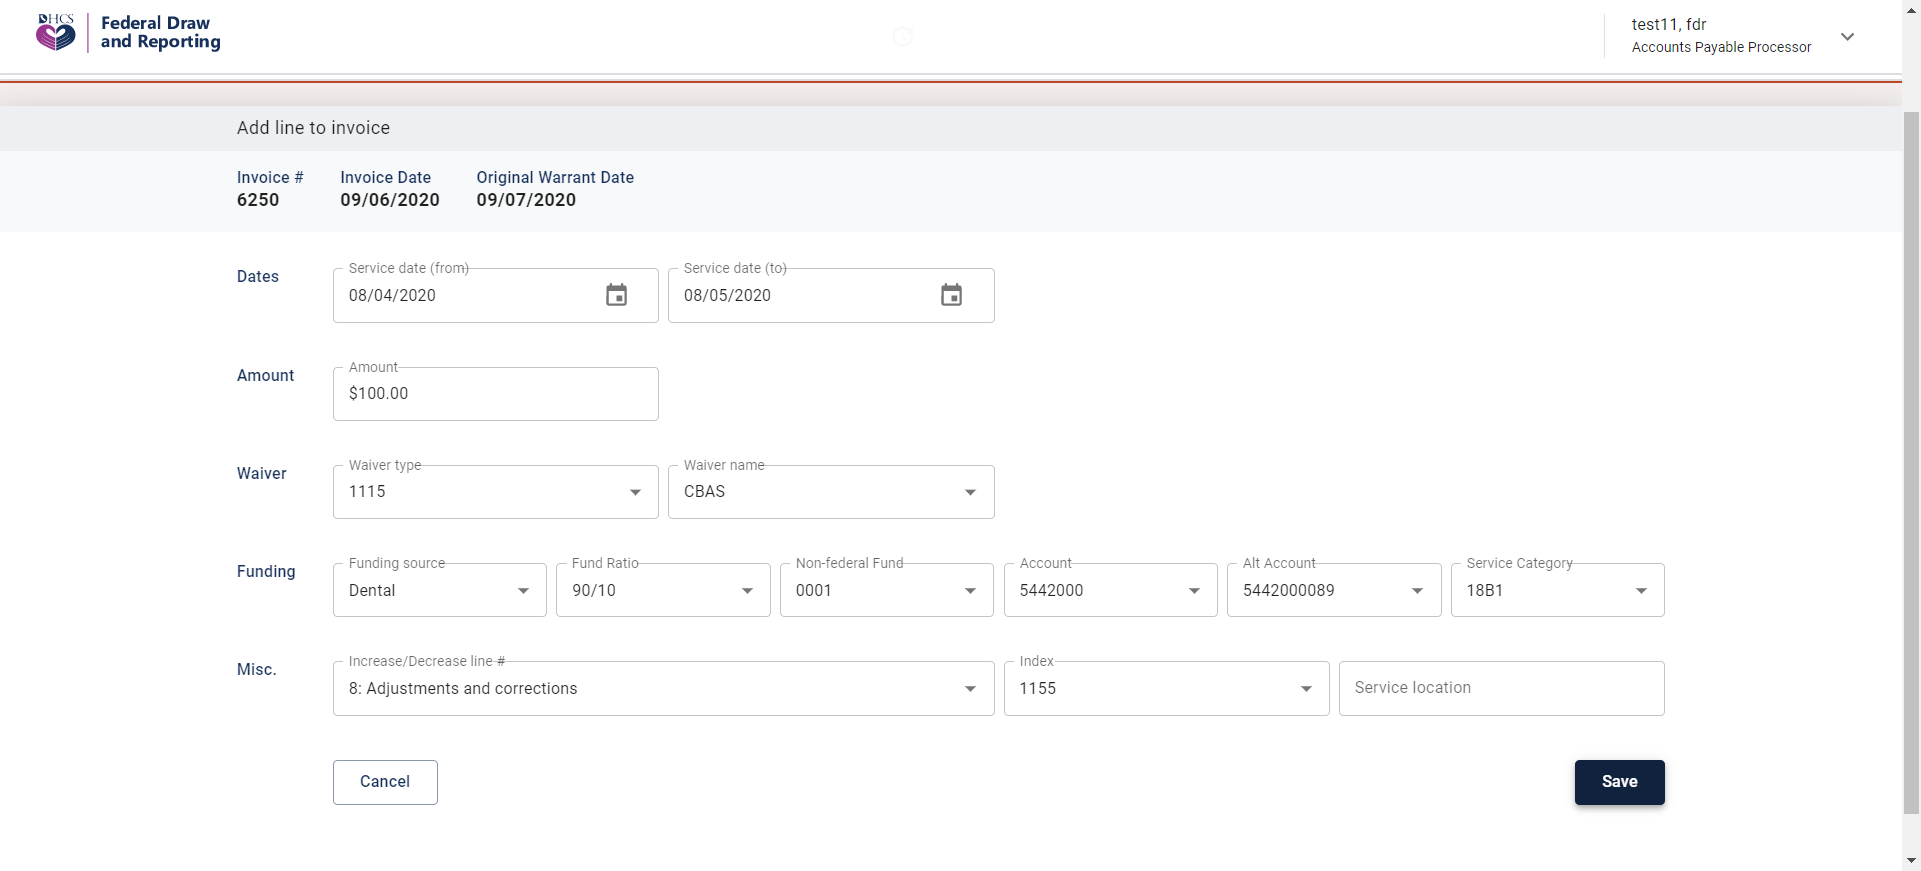 DHCS
Federal Draw
and Reporting
test11, fdr
Accounts Payable Processor
Add line to invoice
Invoice # Invoice Date Original Warrant Date
6250 09/06/2020 09/07/2020
Dates
Service date (from) Service date (to)
08/04/2020 08/05/2020
Amount
Amount
$100.00
Waiver
Waiver type Waiver name
1115 CBAS
Funding
Funding source Fund Ratio Non-federal Fund Account Alt Account Service Category
Dental 90/10 0001 5442000 5442000089 18B1
Misc.
Increase/Decrease line # Index
8: Adjustments and corrections 1155 Service location
Cancel Save